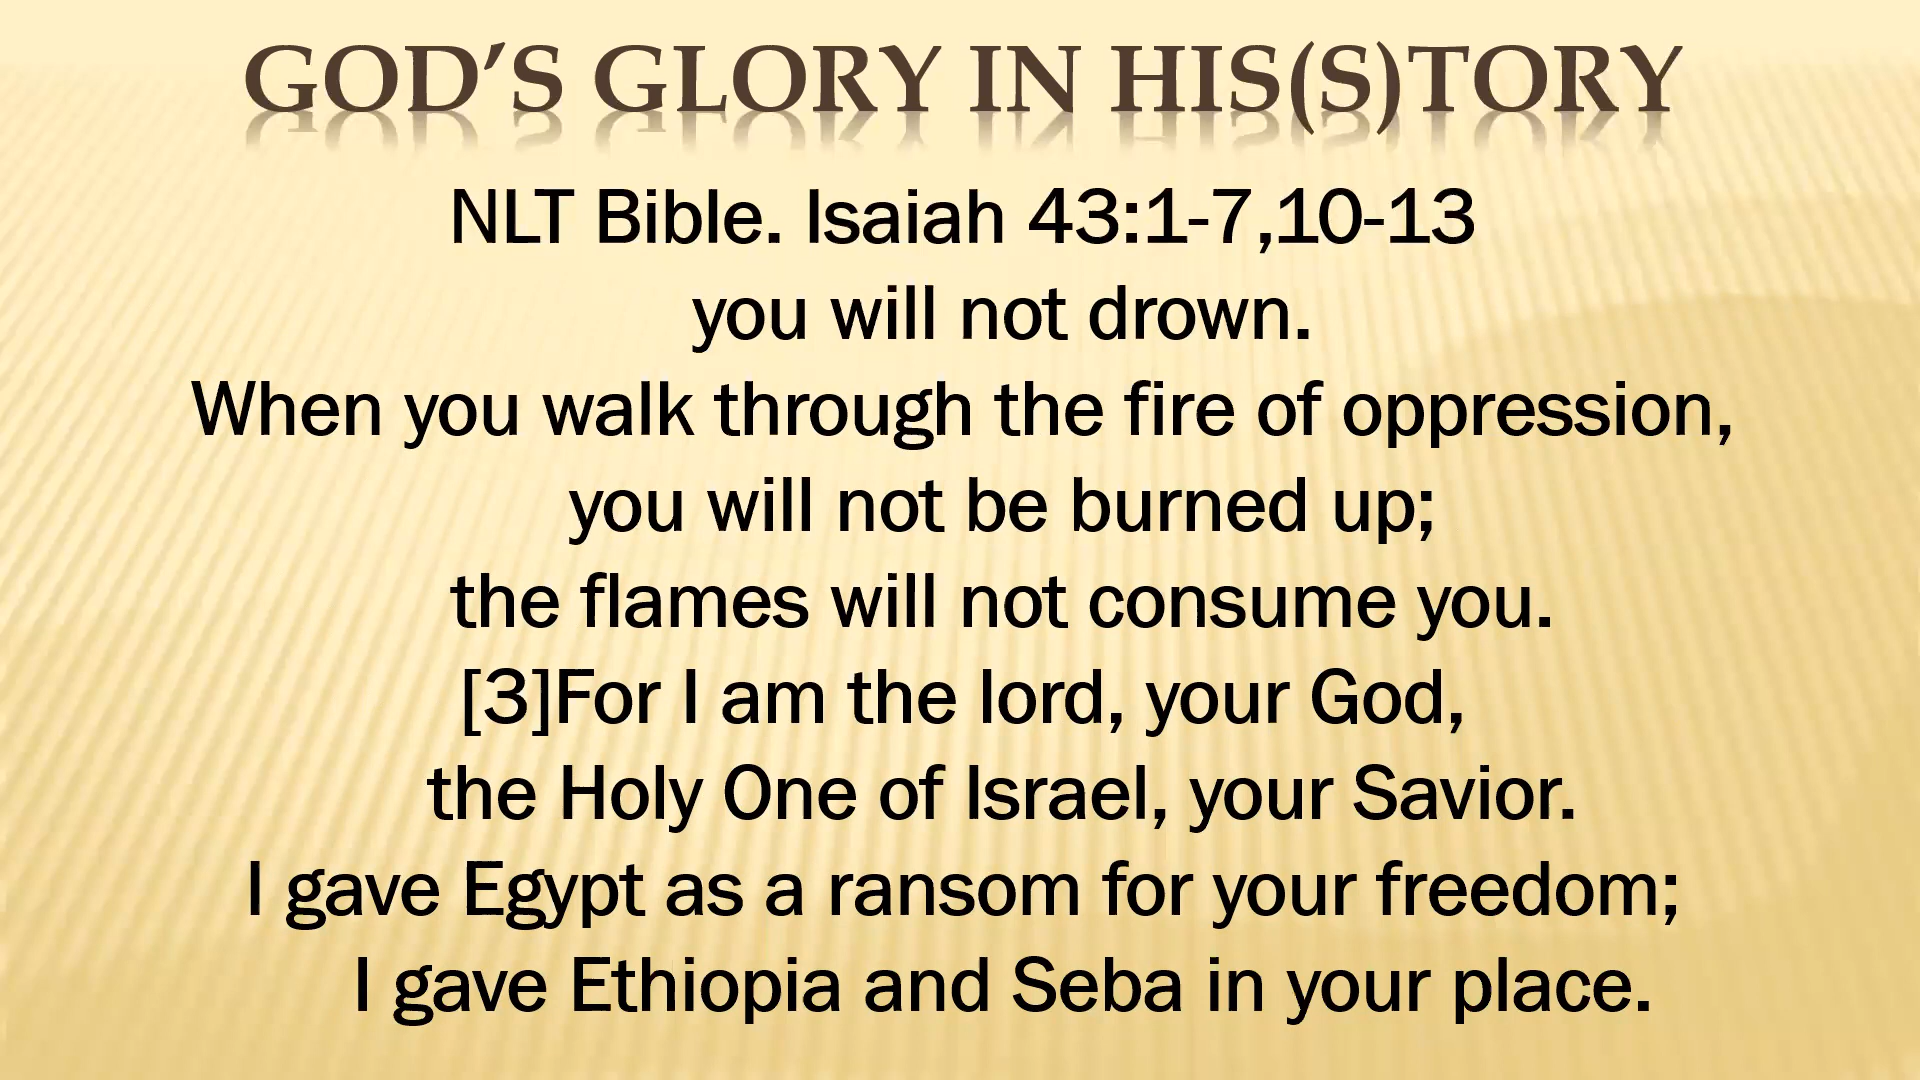 GOD'S GLORY IN HIS(S)TORY
NLT Bible. Isaiah 43:1-7,10-13
you will not drown.
When you walk through the fire of oppression,
you will not be burned up;
the flames will not consume you.
[3]For I am the lord, your God,
the Holy One of Israel, your Savior.
I gave Egypt as a ransom for your freedom;
I gave Ethiopia and Seba in your place.